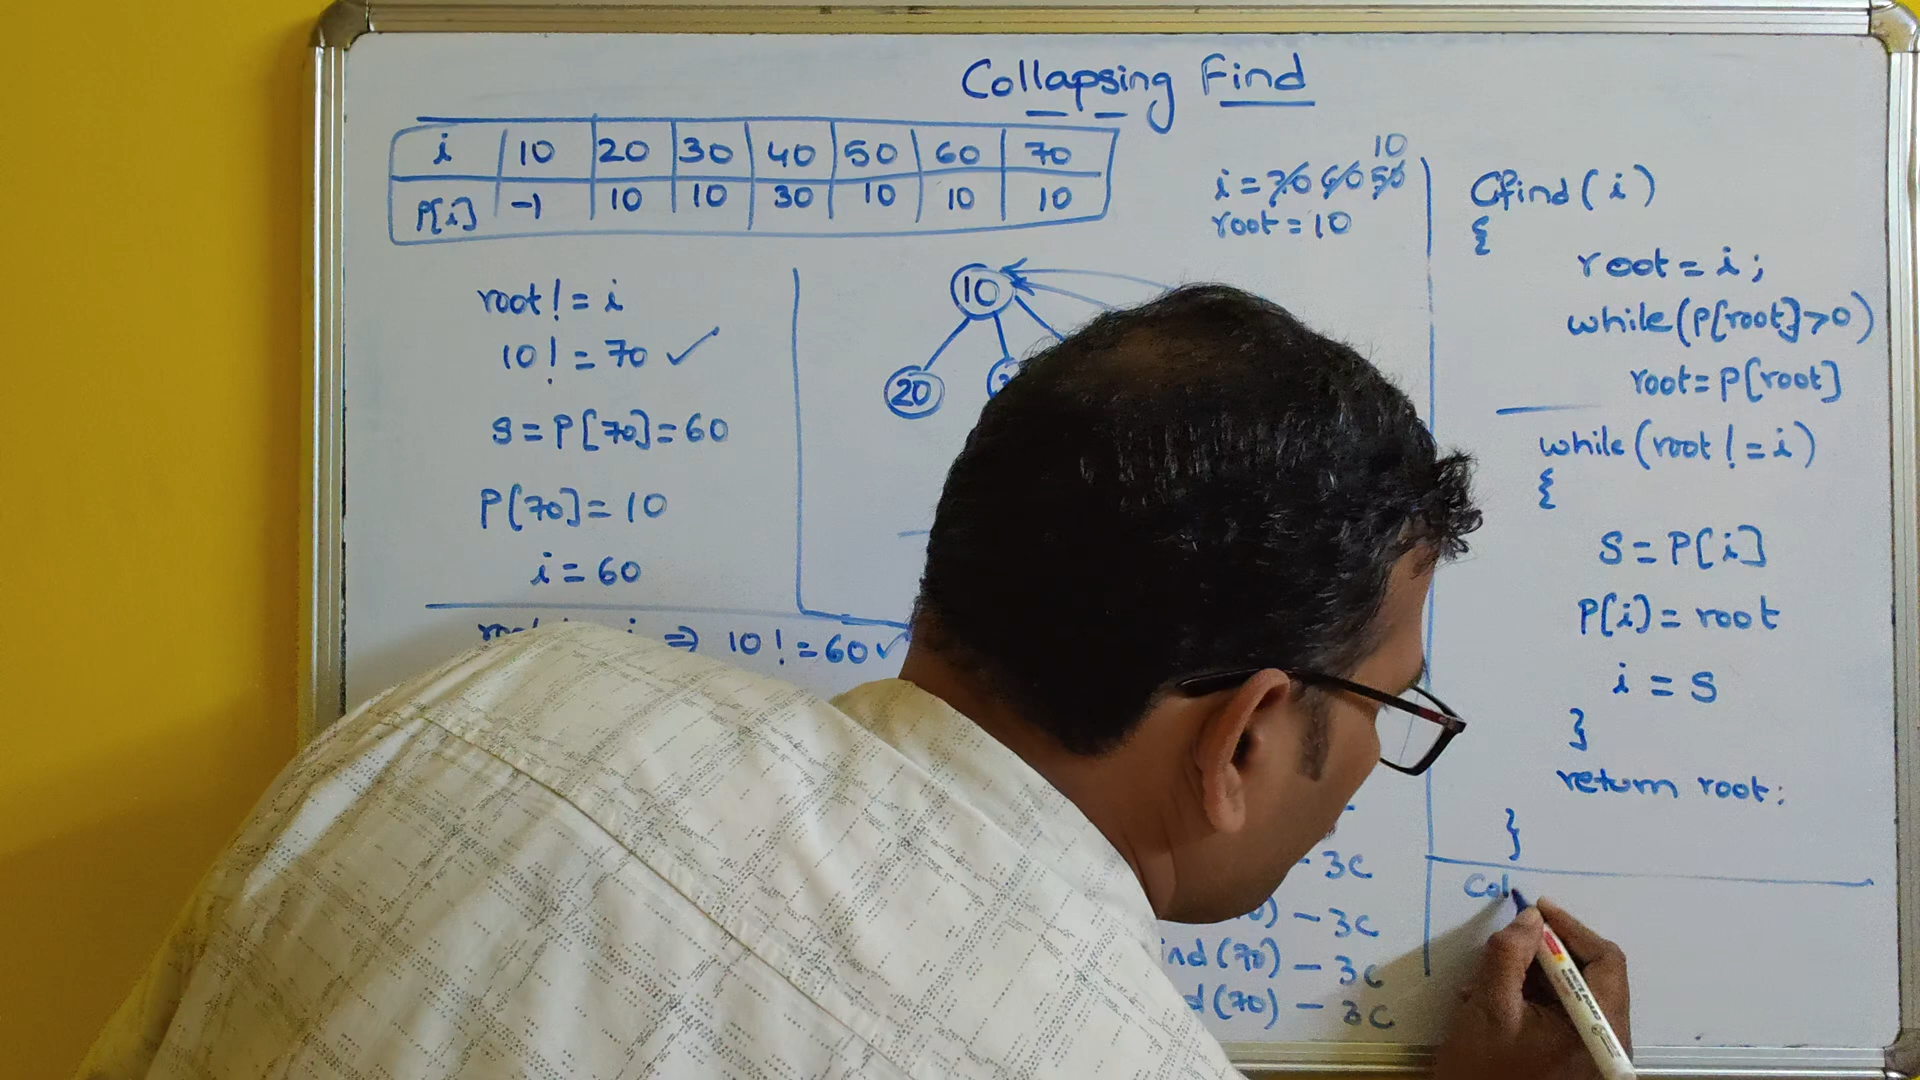 Collapsing Find
i 10 20 30 40 50 60 70
P[i] -1 10 10 30 10 10 10
10
i = 70 60 50
root = 10
root != i
10 != 70 ✓
S = P[70] = 60
P[70] = 10
i = 60
⇒ 10 != 60 ✓
10
20
Cfind(i)
{
root = i;
while(P[root]>0)
root = P[root]
while(root != i)
{
S = P[i]
P[i] = root
i = S
}
return root;
}
Col
- 3C
) - 3C
ind(70) - 3C
d(70) - 3C